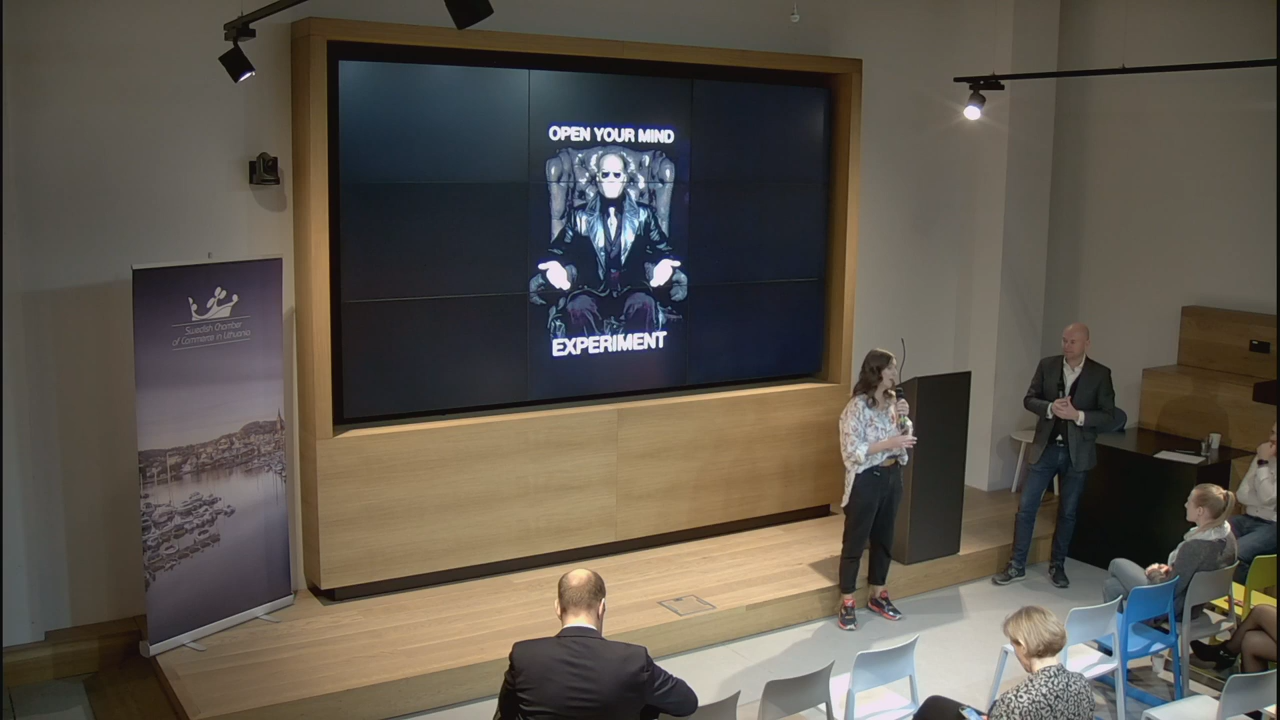 OPEN YOUR MIND
EXPERIMENT
Swedish Chamber
of Commerce in Lithuania